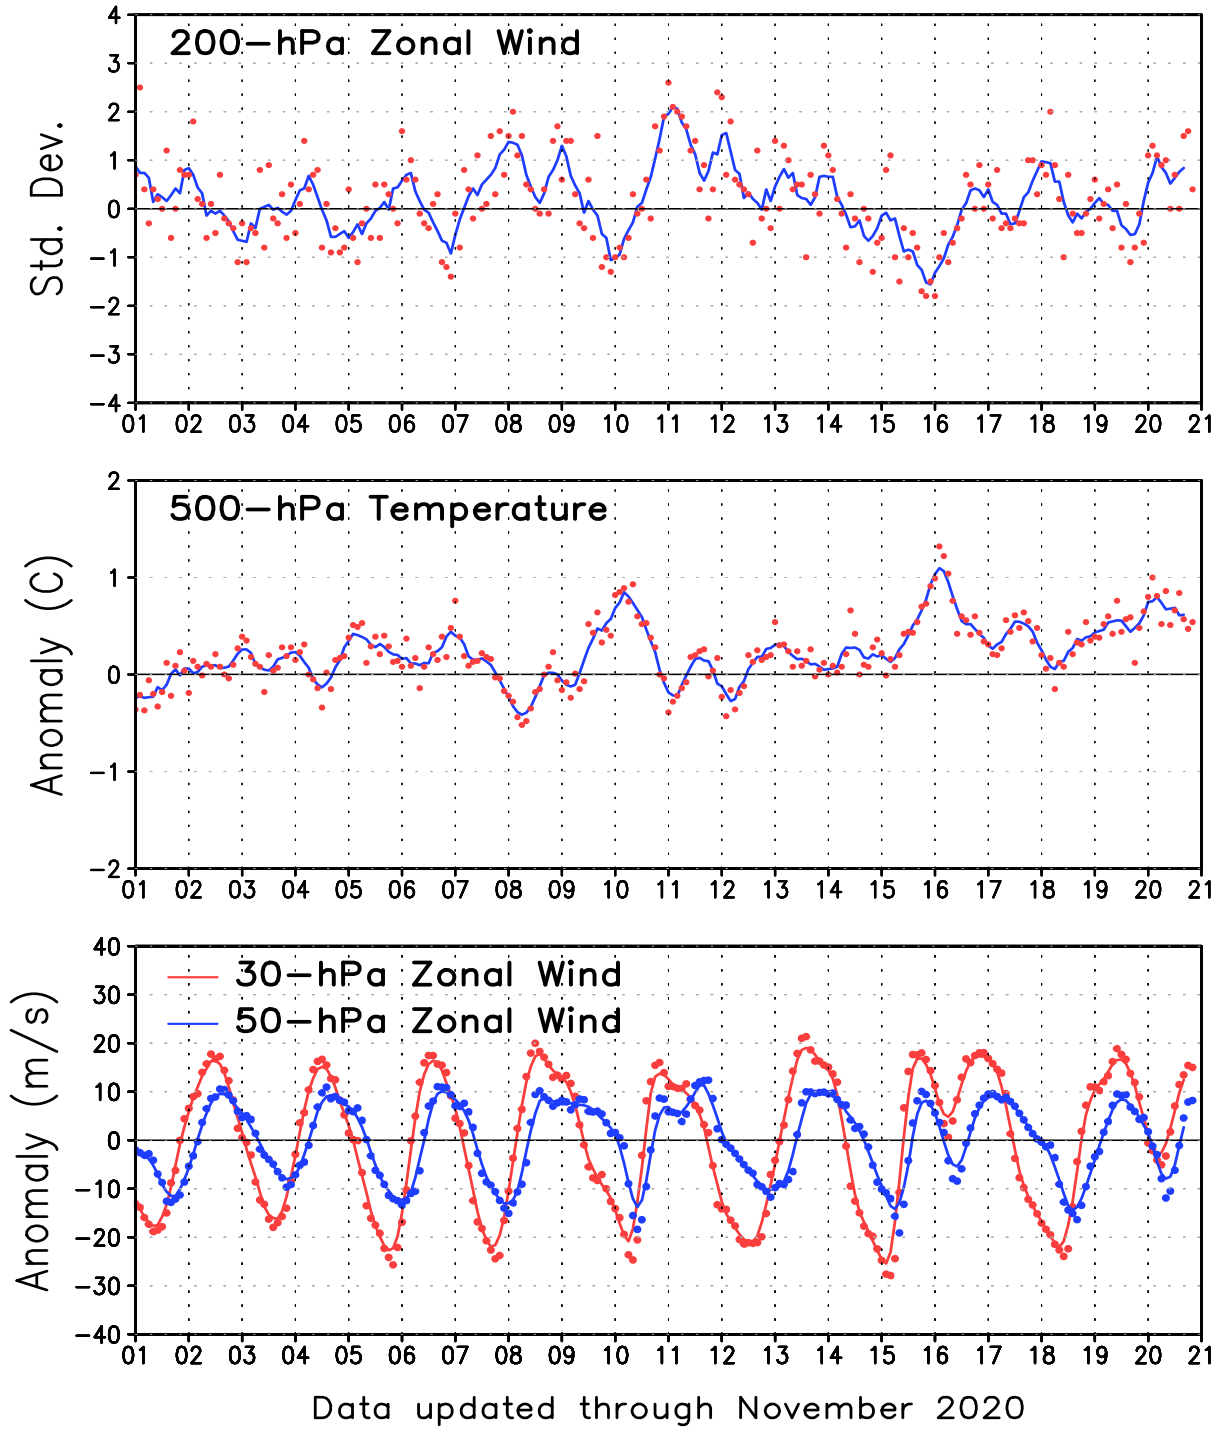 200-hPa Zonal Wind
Std. Dev.
4
3
2
1
0
-1
-2
-3
-4
01 02 03 04 05 06 07 08 09 10 11 12 13 14 15 16 17 18 19 20 21
500-hPa Temperature
Anomaly (C)
2
1
0
-1
-2
01 02 03 04 05 06 07 08 09 10 11 12 13 14 15 16 17 18 19 20 21
30-hPa Zonal Wind
50-hPa Zonal Wind
Anomaly (m/s)
40
30
20
10
0
-10
-20
-30
-40
01 02 03 04 05 06 07 08 09 10 11 12 13 14 15 16 17 18 19 20 21
Data updated through November 2020